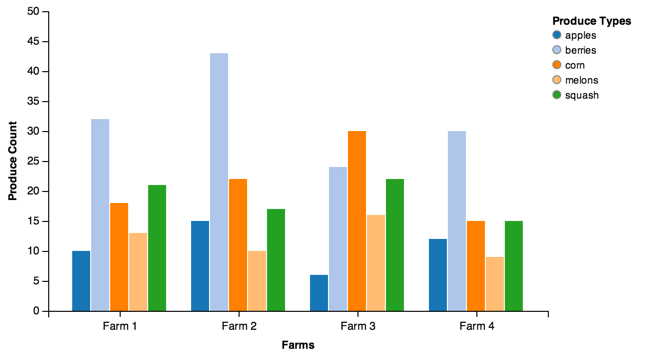 Produce Types
apples
berries
corn
melons
squash
50
45
40
35
30
25
20
15
10
5
0
Produce Count
Farm 1
Farm 2
Farm 3
Farm 4
Farms